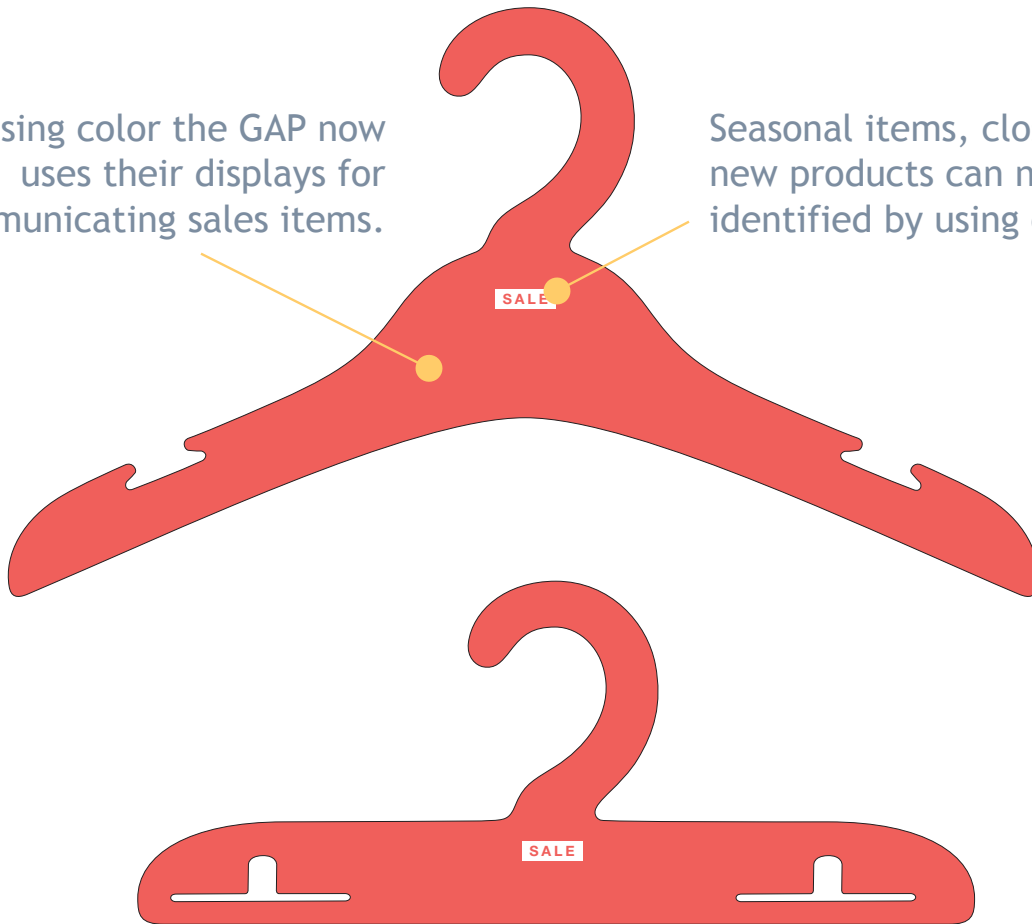 sing color the GAP now
uses their displays for
municating sales items.
Seasonal items, clo
new products can
identified by using
SALE
SALE